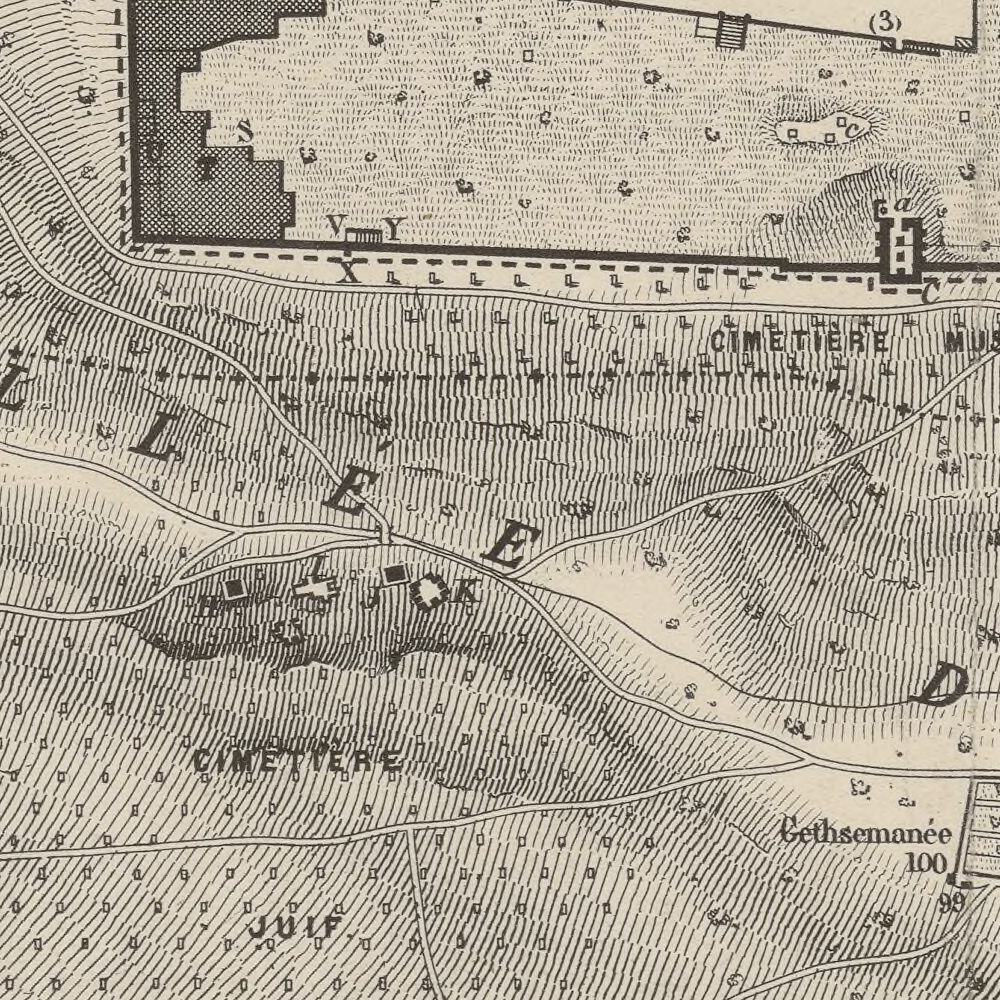 (3)
S
T
c
a
V Y
X
C
CIMETIÈRE MUS
L
L
E
E
D
H
I
J
K
CIMETIÈRE
JUIF.
Gethsemanée
100
99